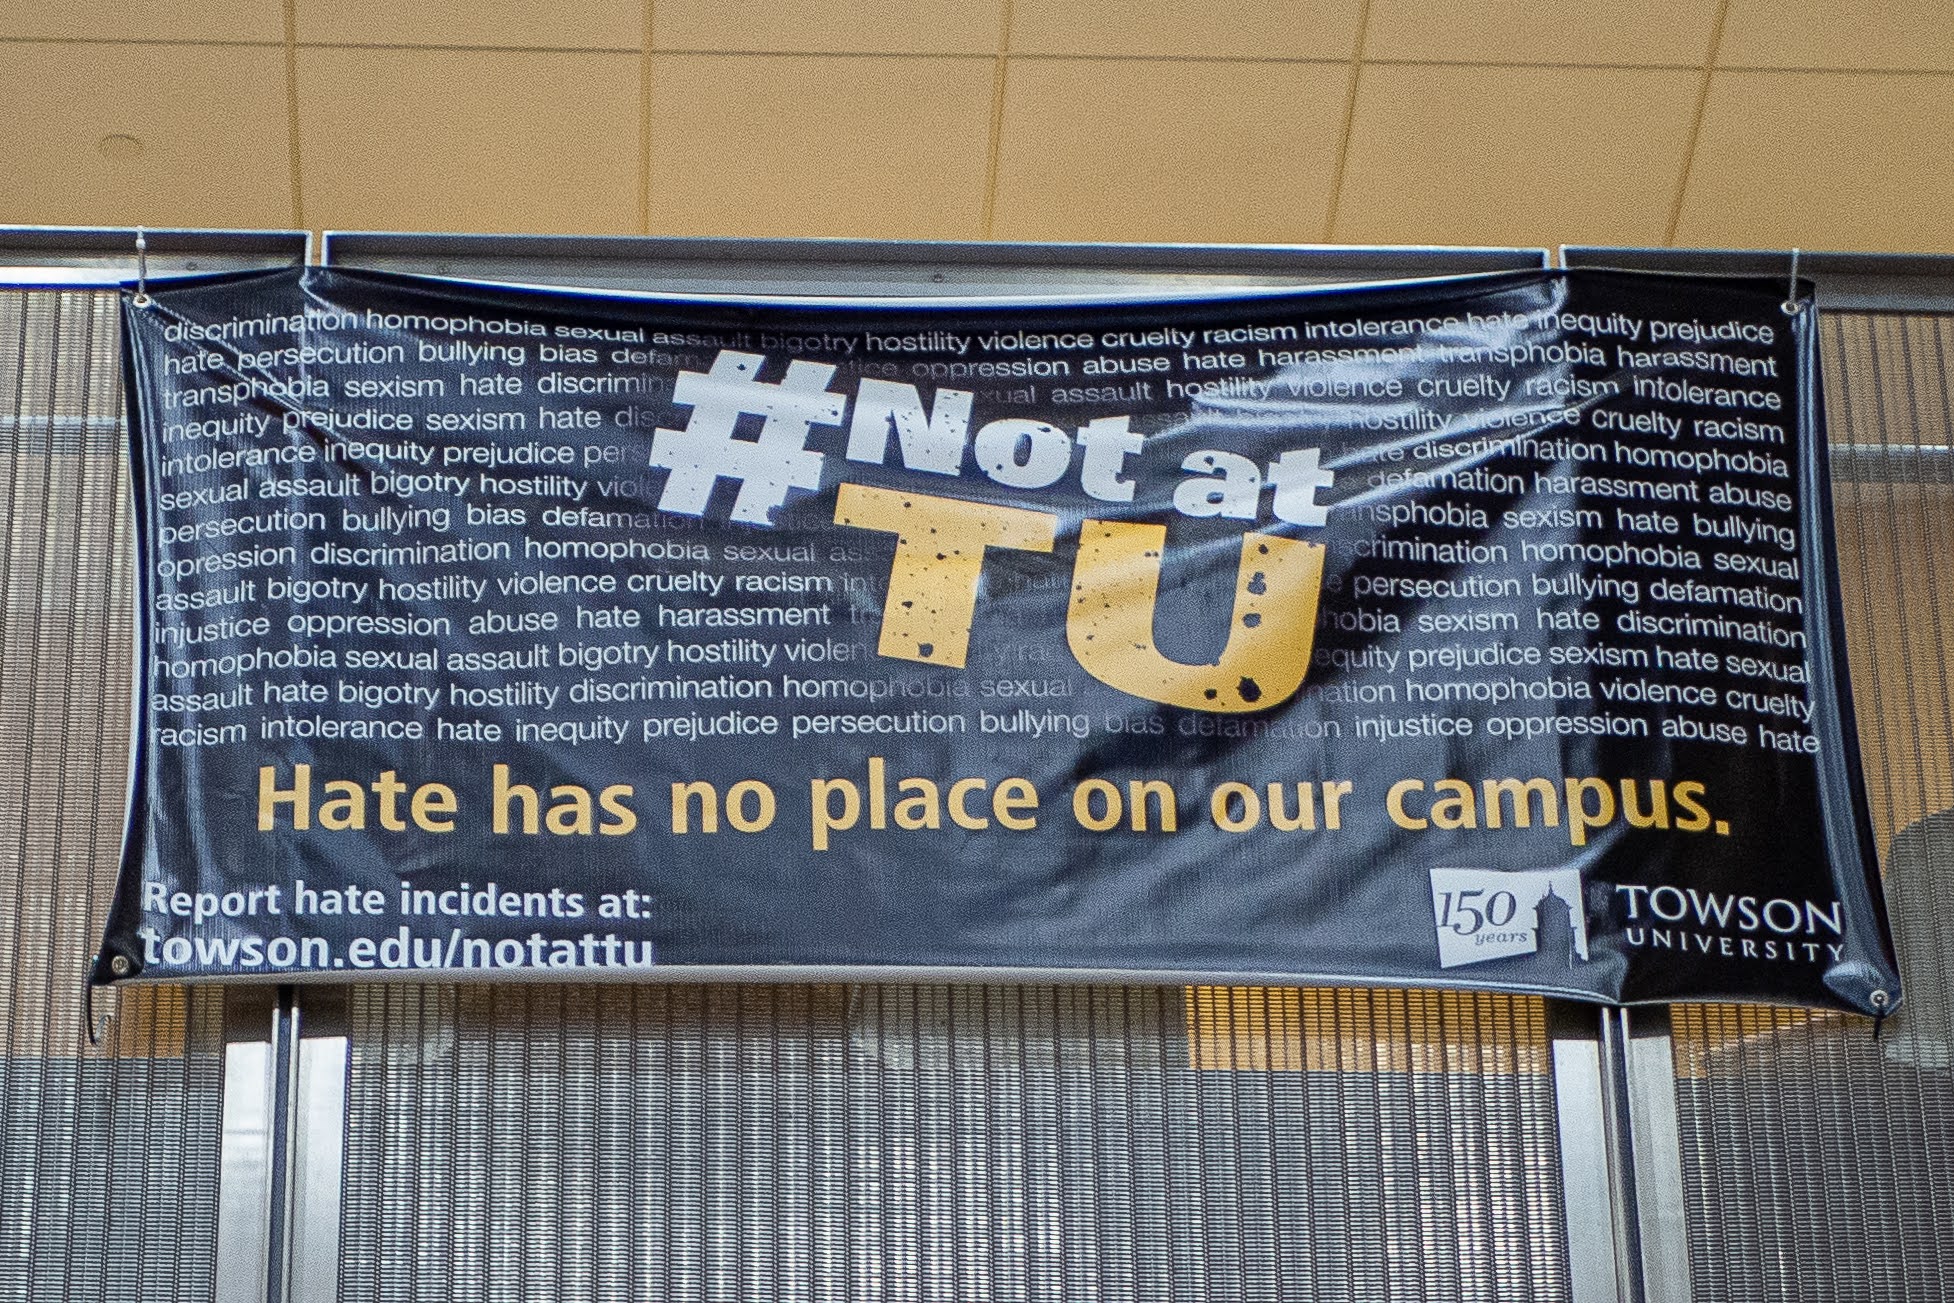 discrimination homophobia sexual assault bigotry hostility violence cruelty racism intolerance hate inequity prejudice
hate persecution bullying bias oppression abuse hate harassment transphobia harassment
transphobia sexism hate assault hostility violence cruelty racism intolerance
inequity prejudice sexism hate hostility violence cruelty racism
intolerance inequity prejudice discrimination homophobia
sexual assault bigotry hostility defamation harassment abuse
persecution bullying bias defamation sexism hate bullying
opression discrimination homophobia sexual homophobia sexual
assault bigotry hostility violence cruelty racism persecution bullying defamation
injustice oppression abuse hate harassment sexism hate discrimination
homophobia sexual assault bigotry hostility prejudice sexism hate sexual
assault hate bigotry hostility discrimination homophobia sexual homophobia violence cruelty
racism intolerance hate inequity prejudice persecution bullying bias defamation injustice oppression abuse hate
#Not at
TU
Hate has no place on our campus.
Report hate incidents at:
towson.edu/notattu
150
years
TOWSON
UNIVERSITY